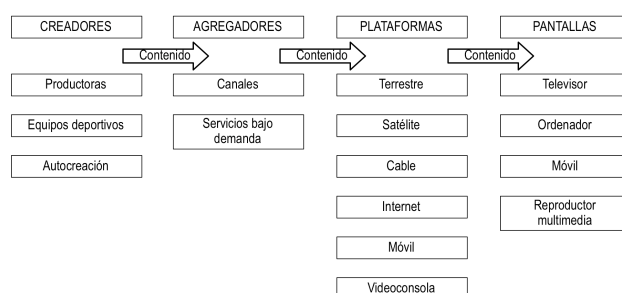 CREADORES
AGREGADORES
PLATAFORMAS
PANTALLAS
Contenido
Contenido
Contenido
Productoras
Canales
Terrestre
Televisor
Equipos deportivos
Servicios bajo
demanda
Satélite
Ordenador
Autocreación
Cable
Móvil
Internet
Reproductor
multimedia
Móvil
Videoconsola